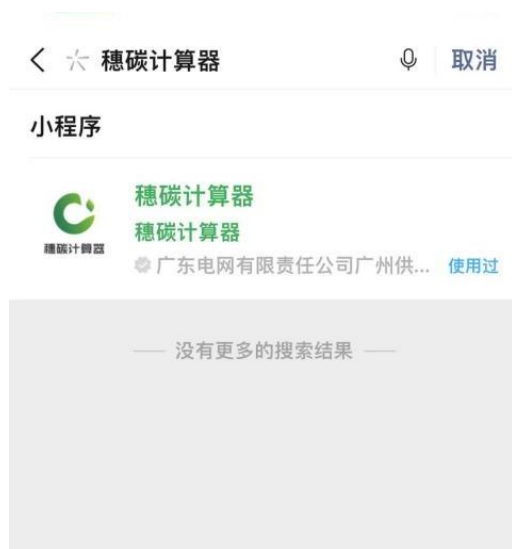 穗碳计算器 取消
小程序
穗碳计算器
穗碳计算器
穗碳计算器
广东电网有限责任公司广州供... 使用过
没有更多的搜索结果